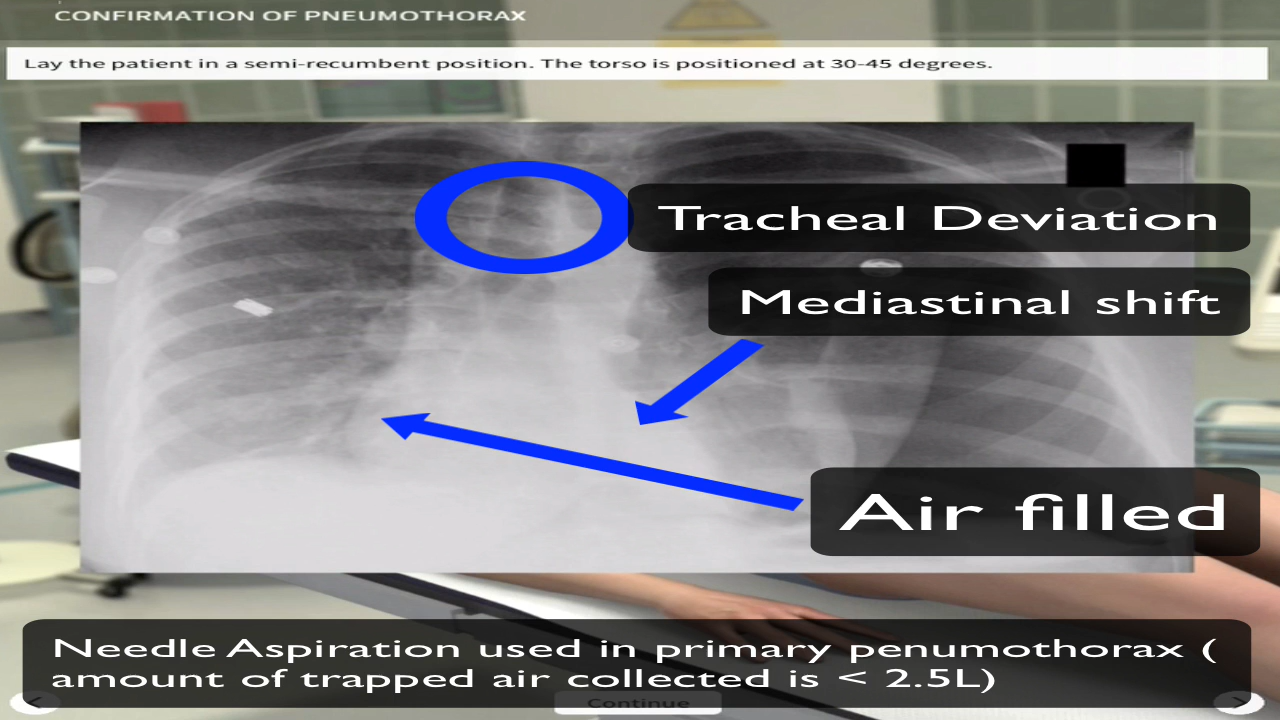 CONFIRMATION OF PNEUMOTHORAX
Lay the patient in a semi-recumbent position. The torso is positioned at 30-45 degrees.
Tracheal Deviation
Mediastinal shift
Air filled
Needle Aspiration used in primary penumothorax (
amount of trapped air collected is < 2.5L)
< Continue >